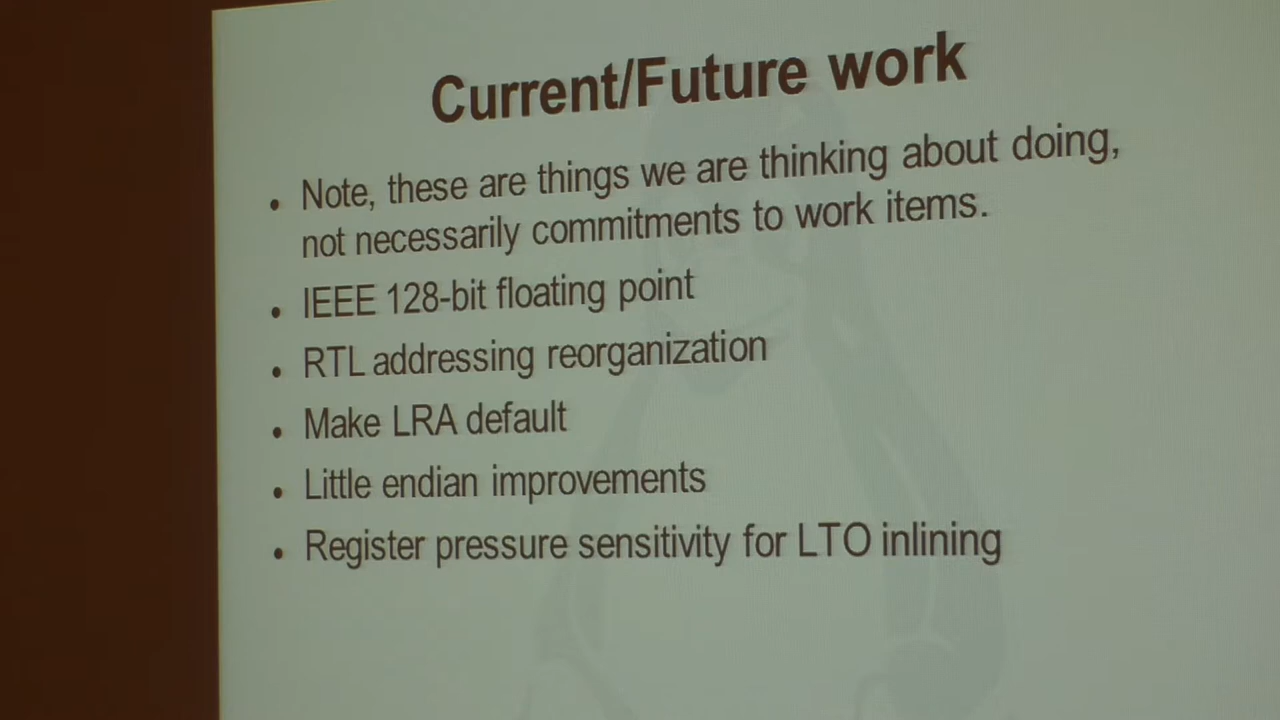 Current/Future work
• Note, these are things we are thinking about doing,
not necessarily commitments to work items.
• IEEE 128-bit floating point
• RTL addressing reorganization
• Make LRA default
• Little endian improvements
• Register pressure sensitivity for LTO inlining